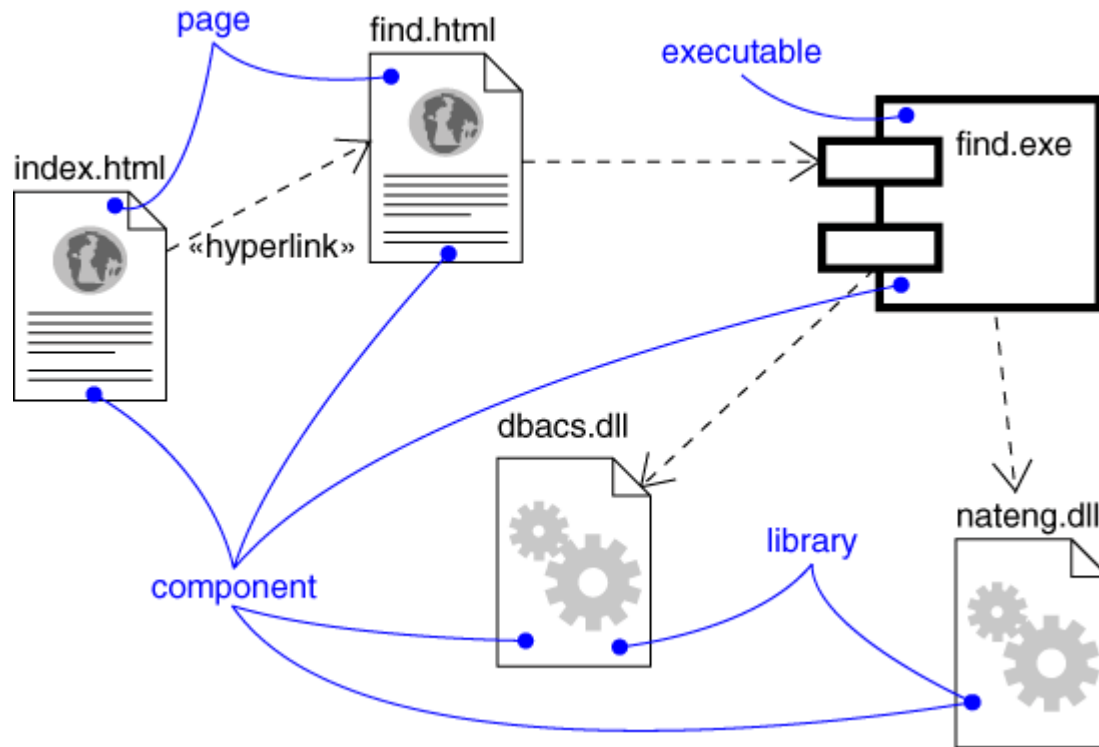 page
find.html
executable
index.html
find.exe
«hyperlink»
dbacs.dll
nateng.dll
library
component